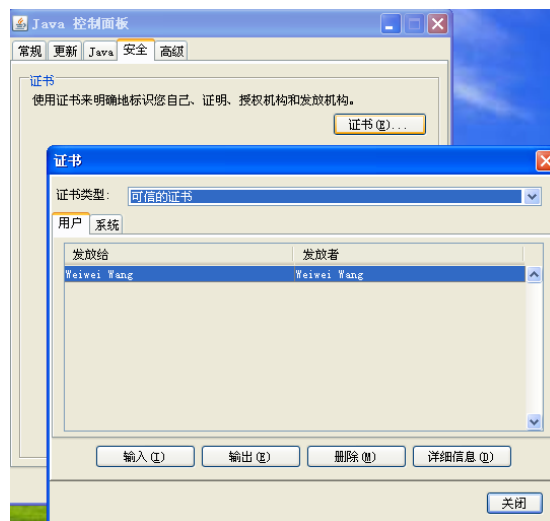 Java 控制面板
常规 更新 Java 安全 高级
证书
使用证书来明确地标识您自己、证明、授权机构和发放机构。
证书(E)...
证书
证书类型: 可信的证书
用户 系统
发放给 发放者
Weiwei Wang Weiwei Wang
输入(I) 输出(E) 删除(M) 详细信息(D)
关闭